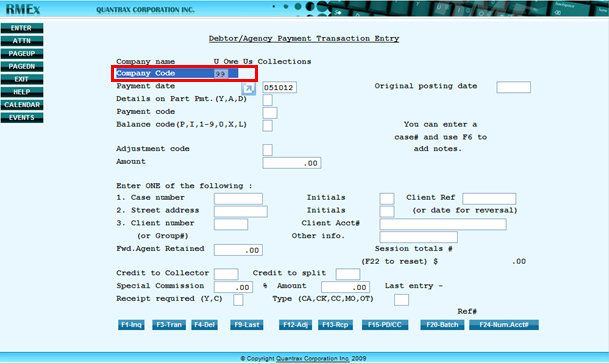 RMEx QUANTRAX CORPORATION INC.
ENTER
ATTN
PAGEUP
PAGEDN
EXIT
HELP
CALENDAR
EVENTS
Debtor/Agency Payment Transaction Entry
Company name U Owe Us Collections
Company Code 99
Payment date 051012 Original posting date
Details on Part Pmt.(Y,A,D)
Payment code
Balance code(P,I,1-9,0,X,L) You can enter a
case# and use F6 to
Adjustment code add notes.
Amount .00
Enter ONE of the following :
1. Case number Initials Client Ref
2. Street address Initials (or date for reversal)
3. Client number Client Acct#
(or Group#) Other info.
Fwd.Agent Retained .00 Session totals #
(F22 to reset) $ .00
Credit to Collector Credit to split
Special Commission .00 % Amount .00 Last entry -
Receipt required (Y,C) Type (CA,CK,CC,MO,OT)
Ref#
F1-Inq F3-Tran F4-Del F9-Last F12-Adj F13-Rcp F15-PD/CC F20-Batch F24-Num.Acct#
© Copyright Quantrax Corporation Inc. 2009